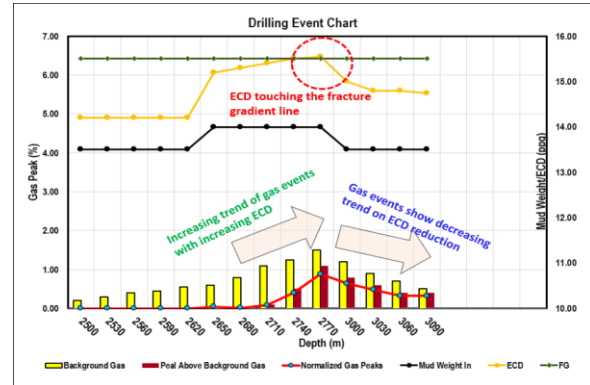 Drilling Event Chart
7.00
6.00
5.00
4.00
3.00
2.00
1.00
0.00
Gas Peak (%)
16.00
15.00
14.00
13.00
12.00
11.00
10.00
Mud Weight/ECD (ppg)
ECD touching the fracture
gradient line
Increasing trend of gas events
with increasing ECD
Gas events show decreasing
trend on ECD reduction
2500
2530
2560
2590
2620
2650
2680
2710
2740
2770
3000
3030
3060
3090
Depth (m)
Background Gas
Peal Above Background Gas
Normalized Gas Peaks
Mud Weight In
ECD
FG